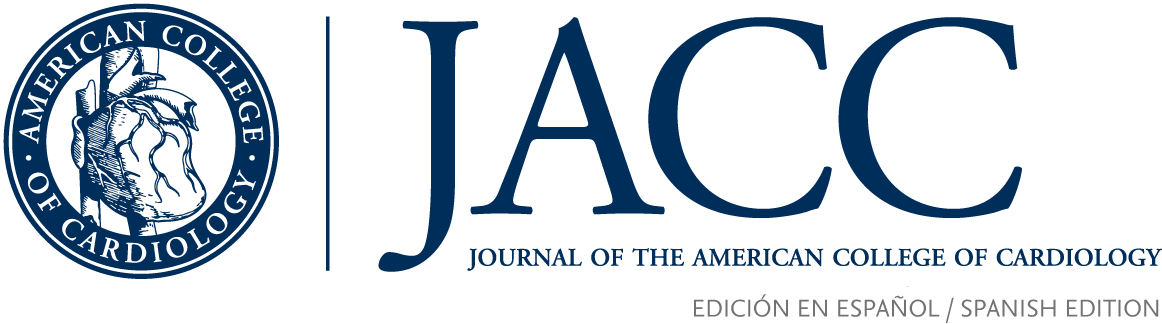 AMERICAN COLLEGE
· OF CARDIOLOGY ·
JACC
JOURNAL OF THE AMERICAN COLLEGE OF CARDIOLOGY
EDICIÓN EN ESPAÑOL / SPANISH EDITION